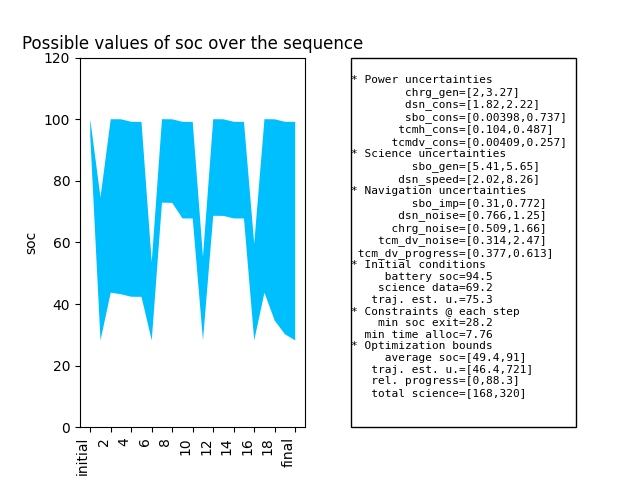 Possible values of soc over the sequence
120
100
80
60
40
20
0
soc
initial
2
4
6
8
10
12
14
16
18
final
* Power uncertainties
chrg_gen=[2,3.27]
dsn_cons=[1.82,2.22]
sbo_cons=[0.00398,0.737]
tcmh_cons=[0.104,0.487]
tcmdv_cons=[0.00409,0.257]
* Science uncertainties
sbo_gen=[5.41,5.65]
dsn_speed=[2.02,8.26]
* Navigation uncertainties
sbo_imp=[0.31,0.772]
dsn_noise=[0.766,1.25]
chrg_noise=[0.509,1.66]
tcm_dv_noise=[0.314,2.47]
tcm_dv_progress=[0.377,0.613]
* Initial conditions
battery soc=94.5
science data=69.2
traj. est. u.=75.3
* Constraints @ each step
min soc exit=28.2
min time alloc=7.76
* Optimization bounds
average soc=[49.4,91]
traj. est. u.=[46.4,721]
rel. progress=[0,88.3]
total science=[168,320]